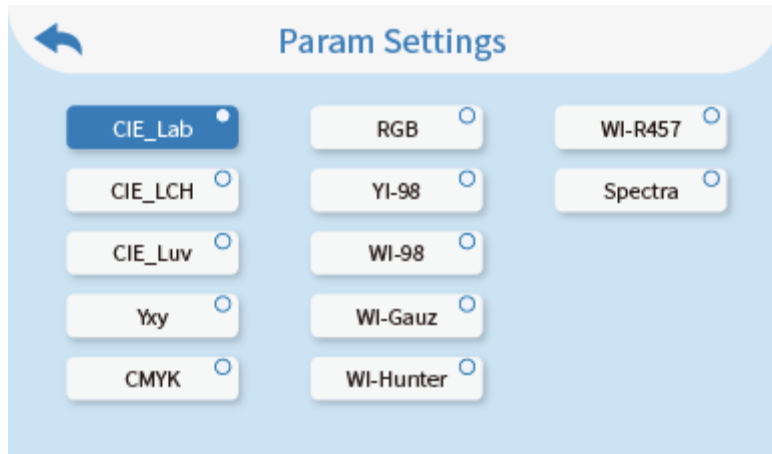 Param Settings
CIE_Lab
RGB
WI-R457
CIE_LCH
YI-98
Spectra
CIE_Luv
WI-98
Yxy
WI-Gauz
CMYK
WI-Hunter